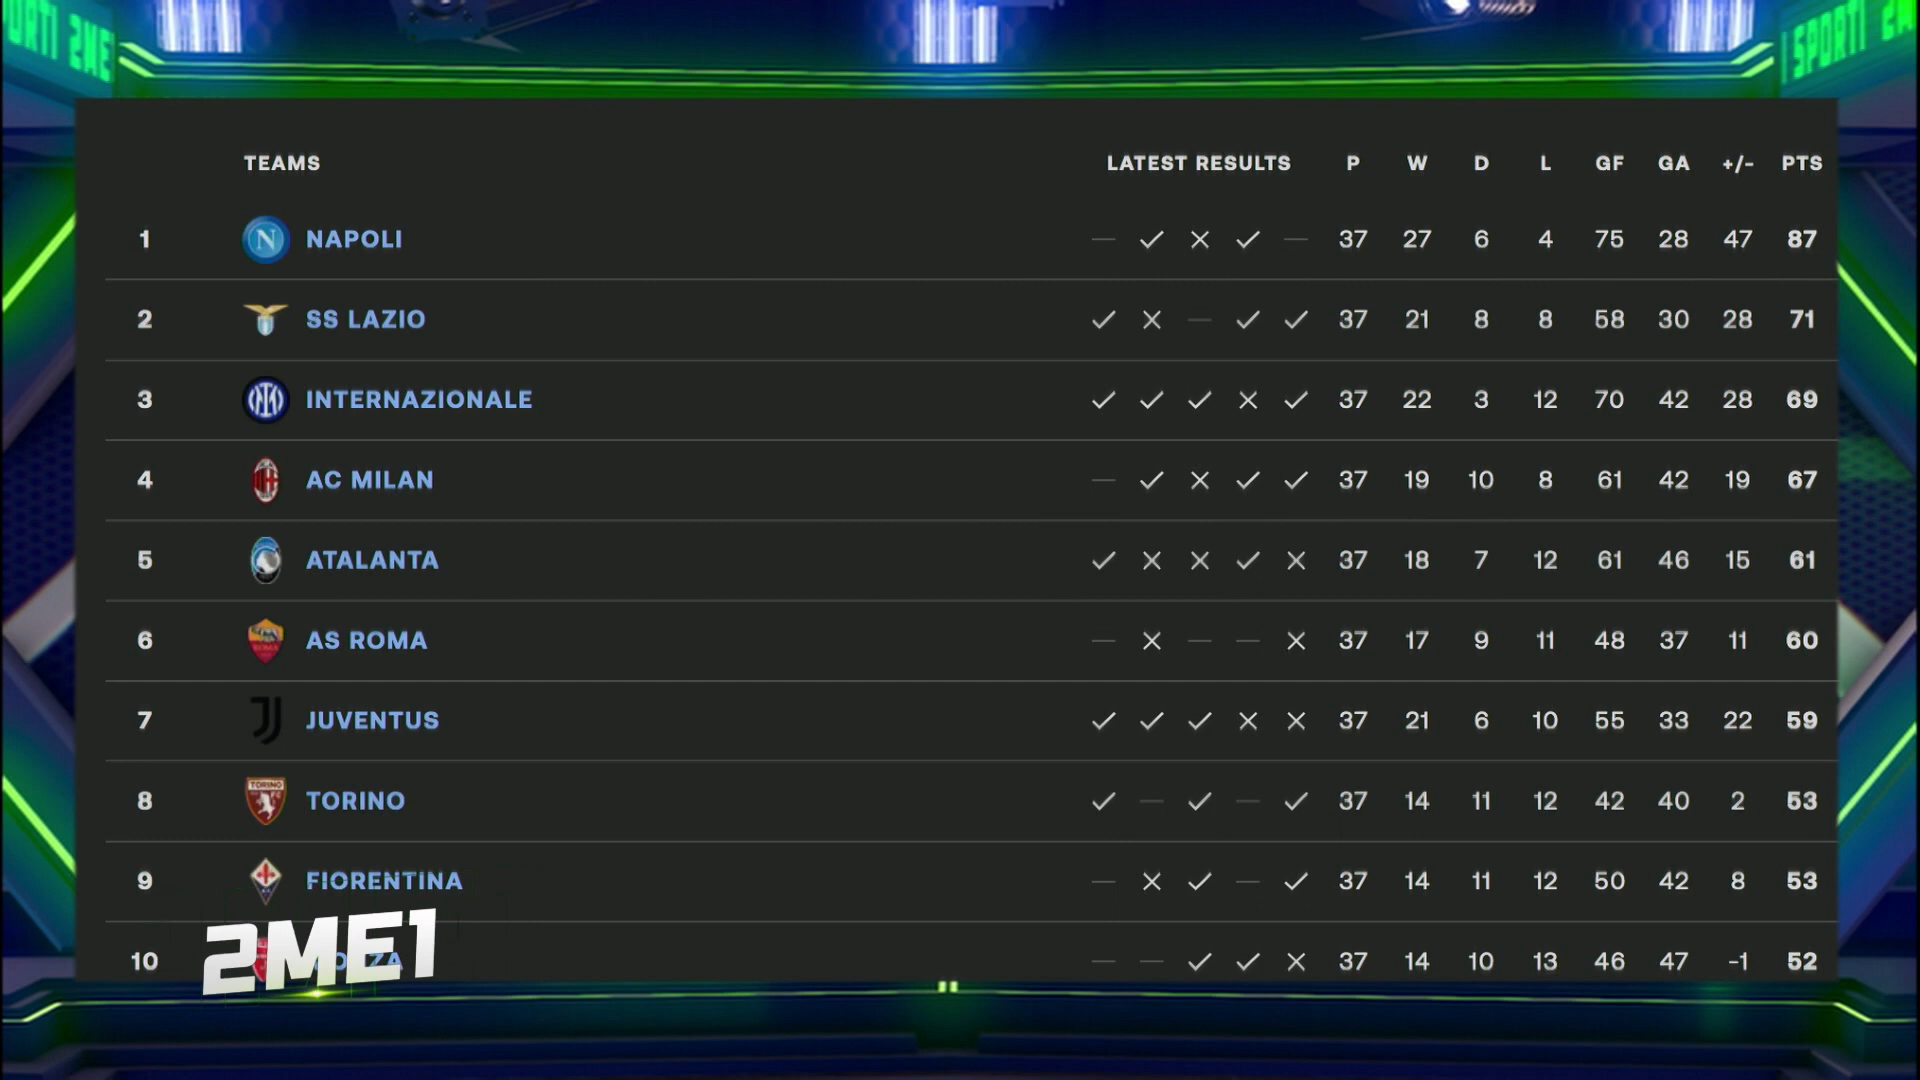 ORTI 2ME
SPORTI 2M
TEAMS LATEST RESULTS P W D L GF GA +/- PTS
1 NAPOLI — ✓ ✕ ✓ — 37 27 6 4 75 28 47 87
2 SS LAZIO ✓ ✕ — ✓ ✓ 37 21 8 8 58 30 28 71
3 INTERNAZIONALE ✓ ✓ ✓ ✕ ✓ 37 22 3 12 70 42 28 69
4 AC MILAN — ✓ ✕ ✓ ✓ 37 19 10 8 61 42 19 67
5 ATALANTA ✓ ✕ ✕ ✓ ✕ 37 18 7 12 61 46 15 61
6 AS ROMA — ✕ — — ✕ 37 17 9 11 48 37 11 60
7 JUVENTUS ✓ ✓ ✓ ✕ ✕ 37 21 6 10 55 33 22 59
8 TORINO ✓ — ✓ — ✓ 37 14 11 12 42 40 2 53
9 FIORENTINA — ✕ ✓ — ✓ 37 14 11 12 50 42 8 53
10 — — ✓ ✓ ✕ 37 14 10 13 46 47 -1 52
2ME1